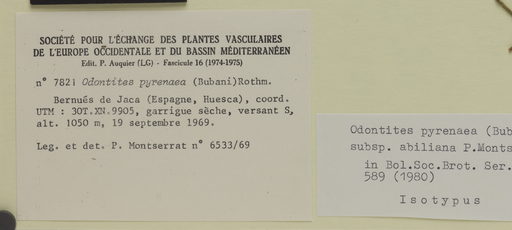 SOCIÉTÉ POUR L'ÉCHANGE DES PLANTES VASCULAIRES
DE L'EUROPE OCCIDENTALE ET DU BASSIN MÉDITERRANÉEN
Edit. P. Auquier (LG) - Fascicule 16 (1974-1975)
n° 7821 Odontites pyrenaea (Bubani)Rothm.
Bernués de Jaca (Espagne, Huesca), coord.
UTM : 30T.XN.9905, garrigue sèche, versant S,
alt. 1050 m, 19 septembre 1969.
Leg. et det. P. Montserrat n° 6533/69
Odontites pyrenaea (Bub
subsp. abiliana P.Monts
in Bol.Soc.Brot. Ser.
589 (1980)
Isotypus